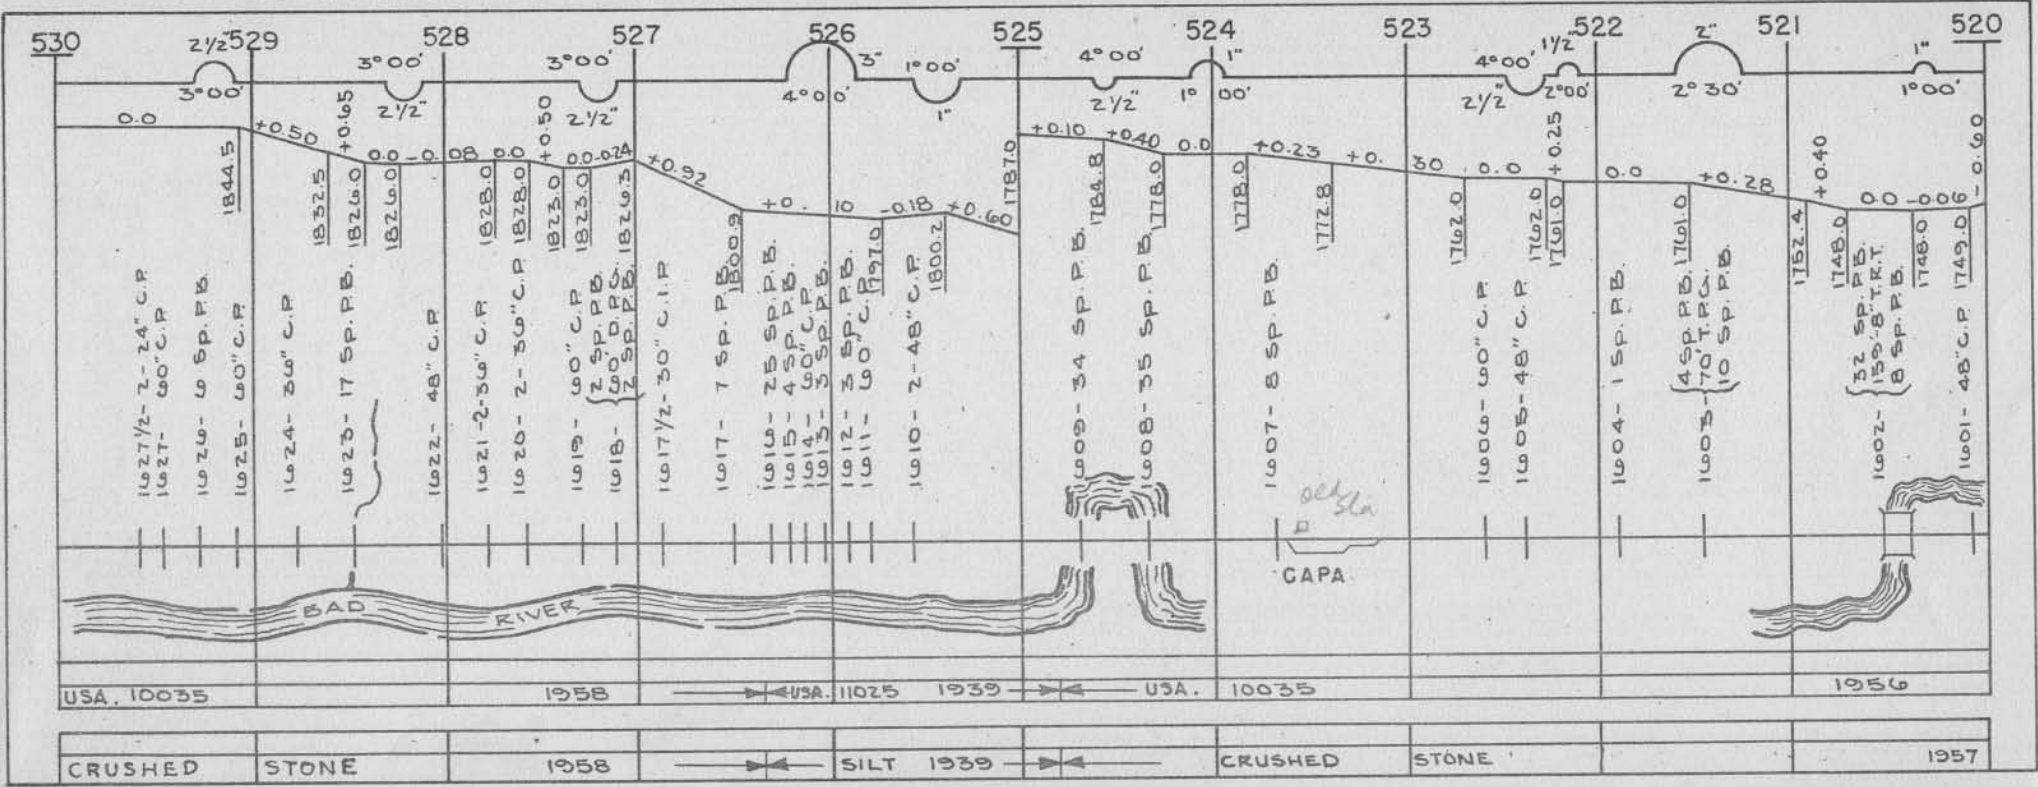 530 529 528 527 526 525 524 523 522 521 520
2½" 3°00' 3°00' 3" 1°00' 4°00' 1" 4°00' 1½" 2" 1"
3°00' 2½" 2½" 4°00' 1" 2½" 1°00' 2½" 2°00' 2°30' 1°00'
0.0 +0.50 +0.65 0.0 -0.08 0.0 +0.50 0.0 -0.24 +0.92 +0.10 -0.18 +0.60 +0.10 +0.40 0.0 +0.23 +0.30 0.0 +0.25 0.0 +0.28 +0.40 0.0 -0.06 -0.60
1844.5 1832.5 1826.0 1826.0 1828.0 1828.0 1823.0 1823.0 1826.3 1800.9 1797.0 1800.2 1787.0 1784.8 1778.0 1778.0 1772.8 1762.0 1762.0 1761.0 1761.0 1752.4 1748.0 1748.0 1749.0
1627½- 2-24" C.P.
1627- 60" C.P.
1626- 6 Sp. P.B.
1625- 60" C.P.
1624- 36" C.P.
1623- 17 Sp. P.B.
1622- 48" C.P.
1621-2-36" C.P.
1620- 2-36" C.P.
1619- 60" C.P.
1618- 2 Sp. P.B.
60' D.P.G.
2 Sp. P.B.
1617½- 30" C.I.P.
1617- 7 Sp. P.B.
1616- 25 Sp. P.B.
1615- 4 Sp. P.B.
1614- 60" C.P.
1613- 3 Sp. P.B.
1612- 3 Sp. P.B.
1611- 60" C.P.
1610- 2-48" C.P.
1609- 34 Sp. P.B.
1608- 35 Sp. P.B.
1607- 8 Sp. P.B.
1606- 60" C.P.
1605- 48" C.P.
1604- 1 Sp. P.B.
1603- 4 Sp. P.B.
70' T.P.G.
10 Sp. P.B.
1602- 32 Sp. P.B.
159'-8" T.R.T.
8 Sp. P.B.
1601- 48" C.P.
old Sta
CAPA
BAD RIVER
USA. 10035 1958 USA. 11025 1939 USA. 10035 1956
CRUSHED STONE 1958 SILT 1939 CRUSHED STONE 1957